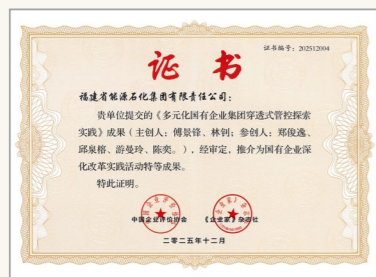 证书编号：202512004
证书
福建省能源石化集团有限责任公司：
贵单位提交的《多元化国有企业集团穿透式管控探索
实践》成果（主创人：傅景锋、林钊；参创人：郑俊逸、
邱泉榕、游曼玲、陈奕。），经审定，推介为国有企业深
化改革实践活动特等成果。
特此证明。
中国企业评价协会 《企业家》杂志社
二零二五年十二月